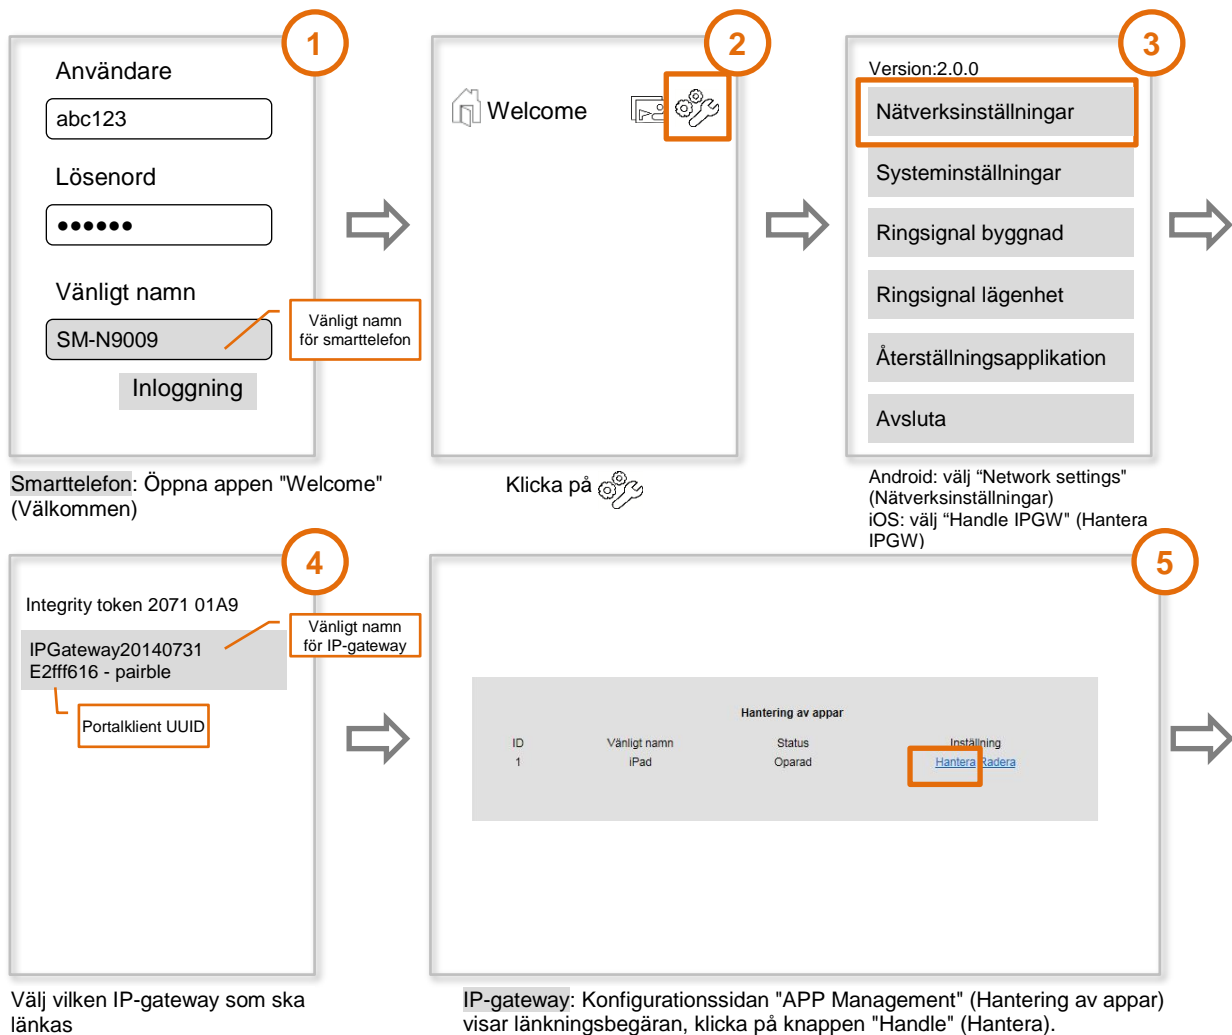 1
Användare
abc123
Lösenord
●●●●●●
Vänligt namn
SM-N9009
Vänligt namn
för smarttelefon
Inloggning
Smarttelefon: Öppna appen "Welcome"
(Välkommen)
2
Welcome
Klicka på
3
Version:2.0.0
Nätverksinställningar
Systeminställningar
Ringsignal byggnad
Ringsignal lägenhet
Återställningsapplikation
Avsluta
Android: välj “Network settings"
(Nätverksinställningar)
iOS: välj “Handle IPGW" (Hantera
IPGW)
4
Integrity token 2071 01A9
IPGateway20140731
E2fff616 - pairble
Vänligt namn
för IP-gateway
Portalklient UUID
Välj vilken IP-gateway som ska
länkas
5
Hantering av appar
ID Vänligt namn Status Inställning
1 iPad Oparad Hantera Radera
IP-gateway: Konfigurationssidan "APP Management" (Hantering av appar)
visar länkningsbegäran, klicka på knappen "Handle" (Hantera).